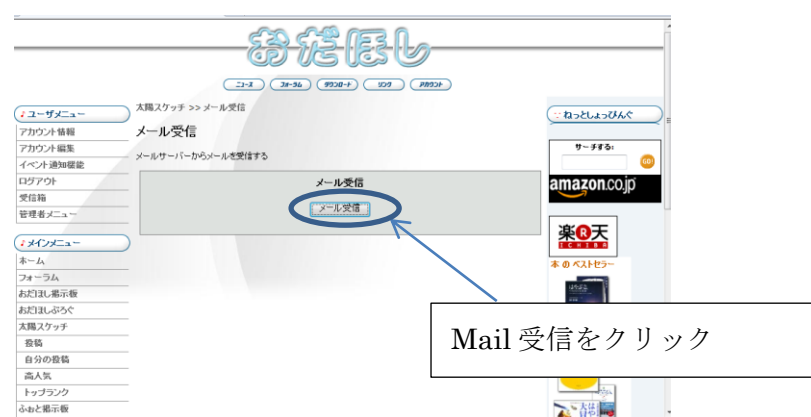 おだほし
ニュース フォーラム ダウンロード リンク アカウント
ユーザメニュー
アカウント情報
アカウント編集
イベント通知機能
ログアウト
受信箱
管理者メニュー
メインメニュー
ホーム
フォーラム
おだほし掲示板
おだほしぶろぐ
太陽スケッチ
投稿
自分の投稿
高人気
トップランク
ふぉと掲示板
太陽スケッチ >> メール受信
メール受信
メールサーバーからメールを受信する
メール受信
メール受信
ねっとしょっぴんぐ
サーチする:
GO!
amazon.co.jp
楽R天
ICHIBA
本 の ベストセラー
Mail 受信をクリック